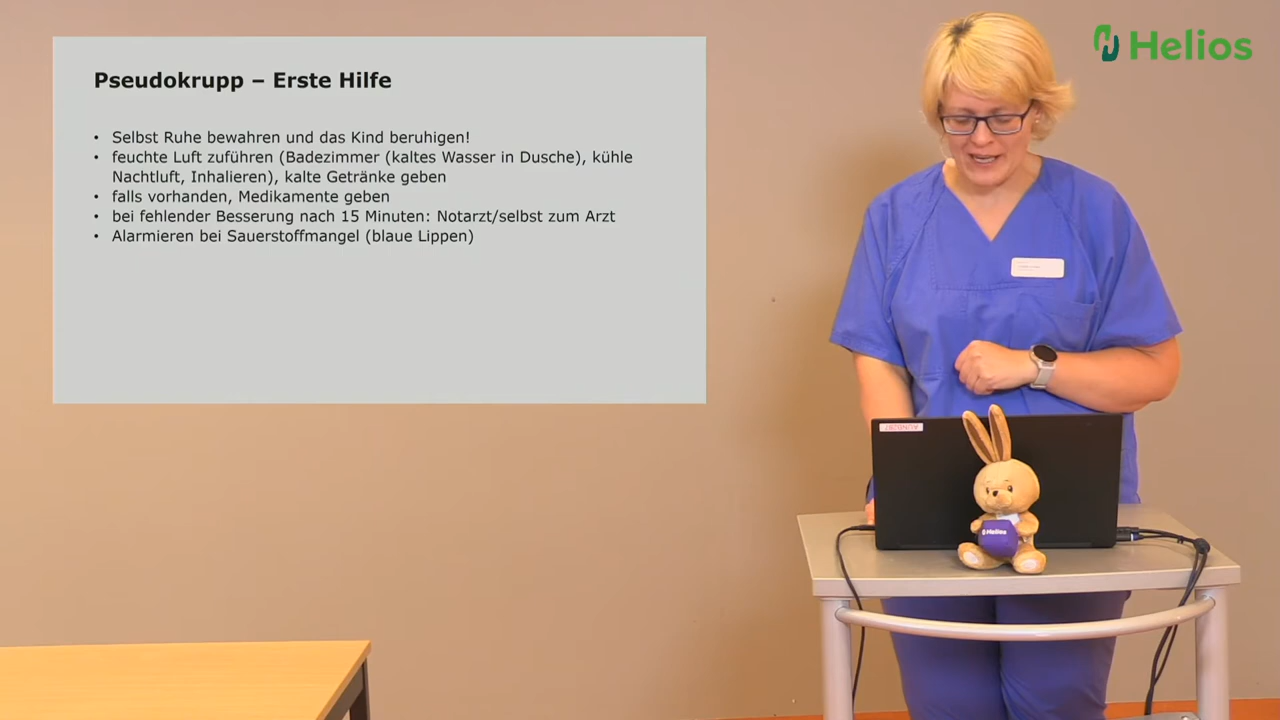 Pseudokrupp – Erste Hilfe
• Selbst Ruhe bewahren und das Kind beruhigen!
• feuchte Luft zuführen (Badezimmer (kaltes Wasser in Dusche), kühle
Nachtluft, Inhalieren), kalte Getränke geben
• falls vorhanden, Medikamente geben
• bei fehlender Besserung nach 15 Minuten: Notarzt/selbst zum Arzt
• Alarmieren bei Sauerstoffmangel (blaue Lippen)
Helios
Helios